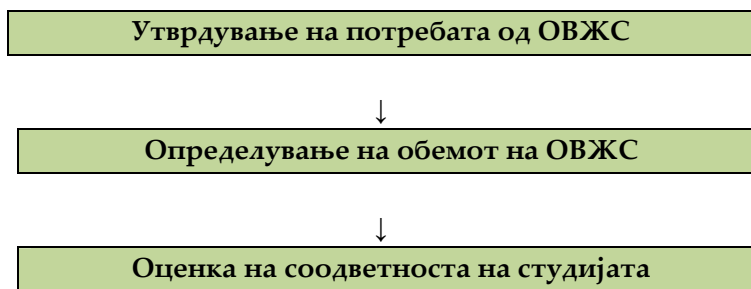 Утврдување на потребата од ОВЖС
↓
Определување на обемот на ОВЖС
↓
Оценка на соодветноста на студијата